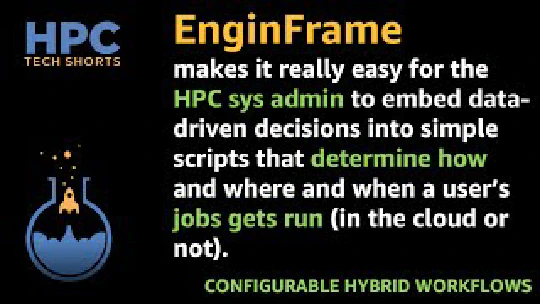 HPC
TECH SHORTS
EnginFrame
makes it really easy for the
HPC sys admin to embed data-
driven decisions into simple
scripts that determine how
and where and when a user's
jobs gets run (in the cloud or
not).
CONFIGURABLE HYBRID WORKFLOWS